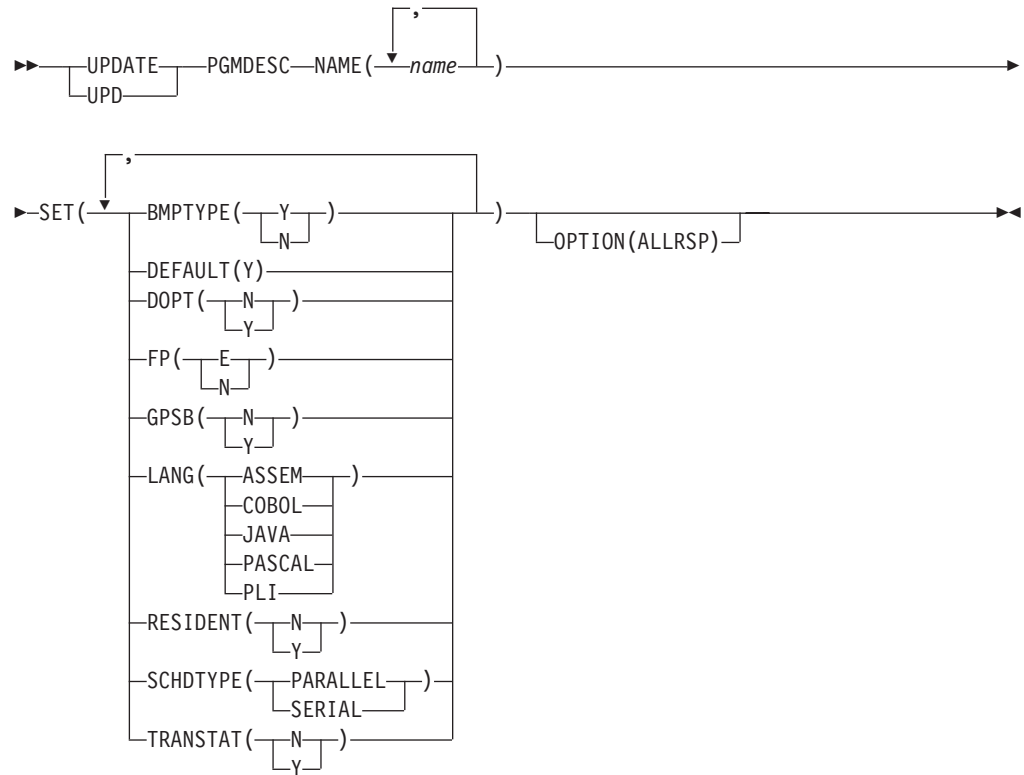 ,
UPDATE PGMDESC NAME( name )
UPD
,
SET( BMPTYPE( Y ) )
N OPTION(ALLRSP)
DEFAULT(Y)
DOPT( N )
Y
FP( E )
N
GPSB( N )
Y
LANG( ASSEM )
COBOL
JAVA
PASCAL
PLI
RESIDENT( N )
Y
SCHDTYPE( PARALLEL )
SERIAL
TRANSTAT( N )
Y